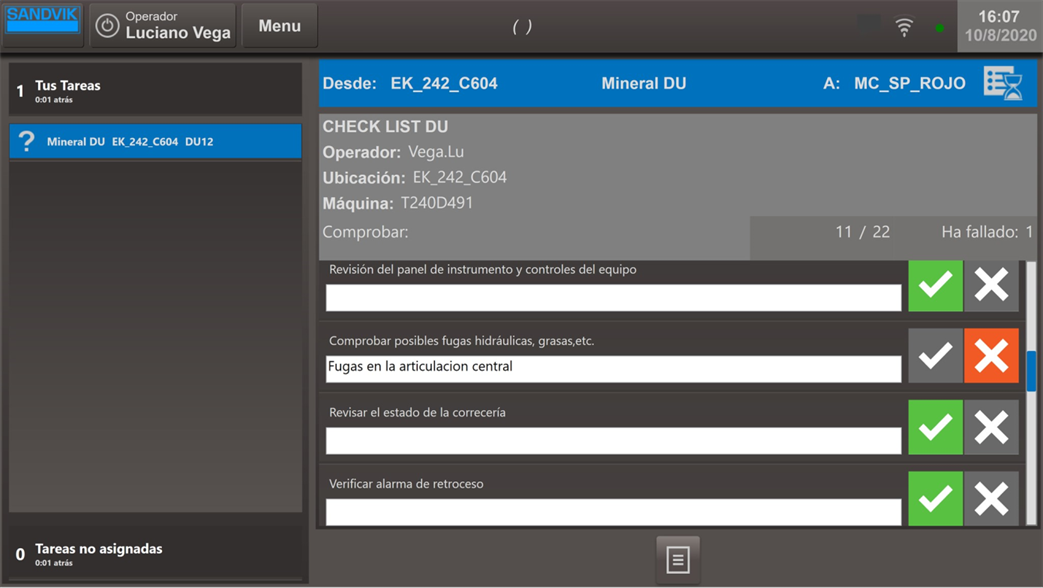 SANDVIK
Operador
Luciano Vega
Menu
( )
16:07
10/8/2020
1 Tus Tareas
0:01 atrás
? Mineral DU EK_242_C604 DU12
0 Tareas no asignadas
0:01 atrás
Desde: EK_242_C604 Mineral DU A: MC_SP_ROJO
CHECK LIST DU
Operador: Vega.Lu
Ubicación: EK_242_C604
Máquina: T240D491
Comprobar: 11 / 22 Ha fallado: 1
Revisión del panel de instrumento y controles del equipo
Comprobar posibles fugas hidráulicas, grasas,etc.
Fugas en la articulacion central
Revisar el estado de la correcería
Verificar alarma de retroceso